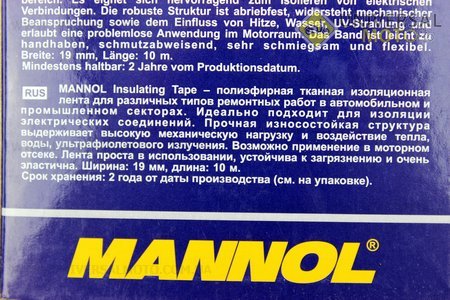 bereich. Es eignet sich hervorragend zum Isolieren von elektrischen
Verbindungen. Die robuste Struktur ist abriebfest, widersteht mechanischer
Beanspruchung sowie dem Einfluss von Hitze, Wasser, UV-Strahlung und
erlaubt eine problemlose Anwendung im Motorraum. Das Band ist leicht zu
handhaben, schmutzabweisend, sehr schmiegsam und flexibel.
Breite: 19 mm, Länge: 10 m.
Mindestens haltbar: 2 Jahre vom Produktionsdatum.
RUS MANNOL Insulating Tape – полиэфирная тканная изоляционная
лента для различных типов ремонтных работ в автомобильном и
промышленном секторах. Идеально подходит для изоляции
электрических соединений. Прочная износостойкая структура
выдерживает высокую механическую нагрузку и воздействие тепла,
воды, ультрафиолетового излучения. Возможно применение в моторном
отсеке. Лента проста в использовании, устойчива к загрязнению и очень
эластична. Ширина: 19 мм, длина: 10 м.
Срок хранения: 2 года от даты производства (см. на упаковке).
MANNOL®